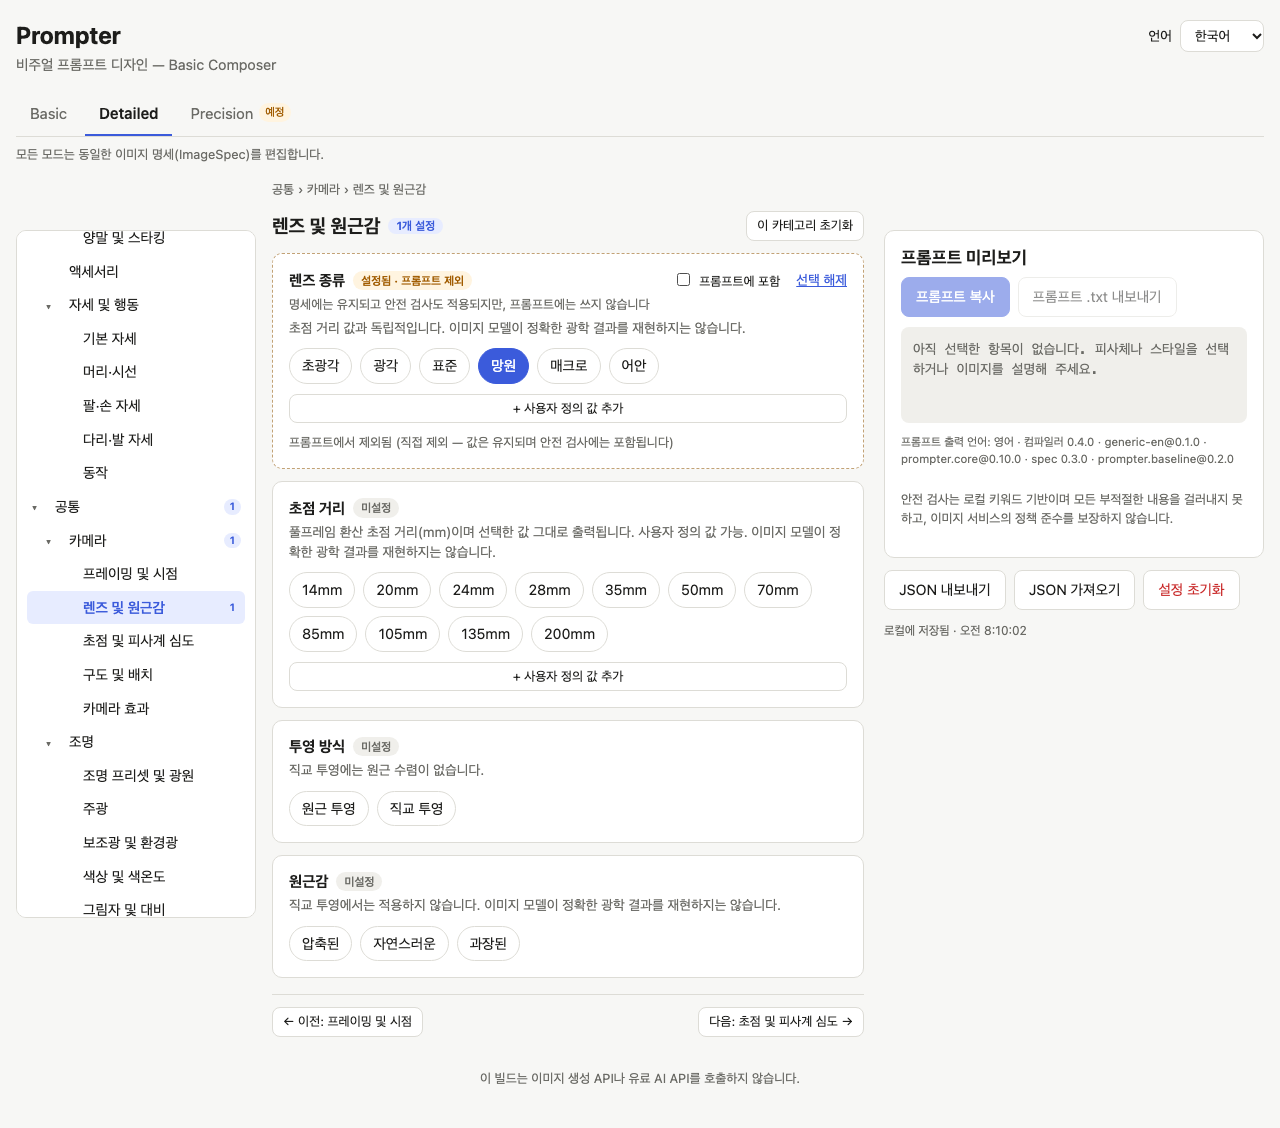 Prompter
언어
한국어
비주얼 프롬프트 디자인 — Basic Composer
Basic
Detailed
Precision
예정
모든 모드는 동일한 이미지 명세(ImageSpec)를 편집합니다.
양말 및 스타킹
액세서리
▾ 자세 및 행동
기본 자세
머리·시선
팔·손 자세
다리·발 자세
동작
▾ 공통 1
▾ 카메라 1
프레이밍 및 시점
렌즈 및 원근감 1
초점 및 피사계 심도
구도 및 배치
카메라 효과
▾ 조명
조명 프리셋 및 광원
주광
보조광 및 환경광
색상 및 색온도
그림자 및 대비
공통 › 카메라 › 렌즈 및 원근감
렌즈 및 원근감
1개 설정
이 카테고리 초기화
렌즈 종류
설정됨 · 프롬프트 제외
프롬프트에 포함
선택 해제
명세에는 유지되고 안전 검사도 적용되지만, 프롬프트에는 쓰지 않습니다
초점 거리 값과 독립적입니다. 이미지 모델이 정확한 광학 결과를 재현하지는 않습니다.
초광각
광각
표준
망원
매크로
어안
+ 사용자 정의 값 추가
프롬프트에서 제외됨 (직접 제외 — 값은 유지되며 안전 검사에는 포함됩니다)
초점 거리
미설정
풀프레임 환산 초점 거리(mm)이며 선택한 값 그대로 출력됩니다. 사용자 정의 값 가능. 이미지 모델이 정
확한 광학 결과를 재현하지는 않습니다.
14mm
20mm
24mm
28mm
35mm
50mm
70mm
85mm
105mm
135mm
200mm
+ 사용자 정의 값 추가
투영 방식
미설정
직교 투영에는 원근 수렴이 없습니다.
원근 투영
직교 투영
원근감
미설정
직교 투영에서는 적용하지 않습니다. 이미지 모델이 정확한 광학 결과를 재현하지는 않습니다.
압축된
자연스러운
과장된
← 이전: 프레이밍 및 시점
다음: 초점 및 피사계 심도 →
프롬프트 미리보기
프롬프트 복사
프롬프트 .txt 내보내기
아직 선택한 항목이 없습니다. 피사체나 스타일을 선택
하거나 이미지를 설명해 주세요.
프롬프트 출력 언어: 영어 · 컴파일러 0.4.0 · generic-en@0.1.0 ·
prompter.core@0.10.0 · spec 0.3.0 · prompter.baseline@0.2.0
안전 검사는 로컬 키워드 기반이며 모든 부적절한 내용을 걸러내지 못
하고, 이미지 서비스의 정책 준수를 보장하지 않습니다.
JSON 내보내기
JSON 가져오기
설정 초기화
로컬에 저장됨 · 오전 8:10:02
이 빌드는 이미지 생성 API나 유료 AI API를 호출하지 않습니다.